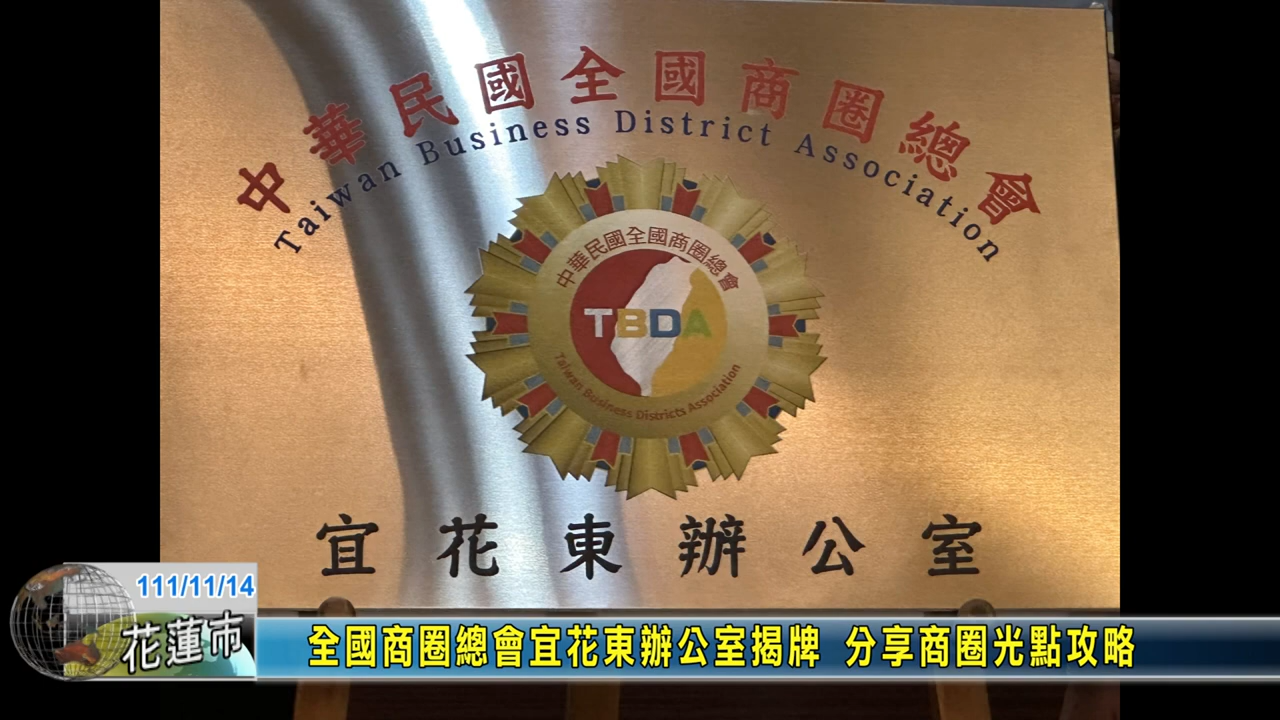 中華民國全國商圈總會
Taiwan Business District Association
中華民國全國商圈總會
TBDA
Taiwan Business Districts Association
宜花東辦公室
111/11/14
花蓮市
全國商圈總會宜花東辦公室揭牌 分享商圈光點攻略